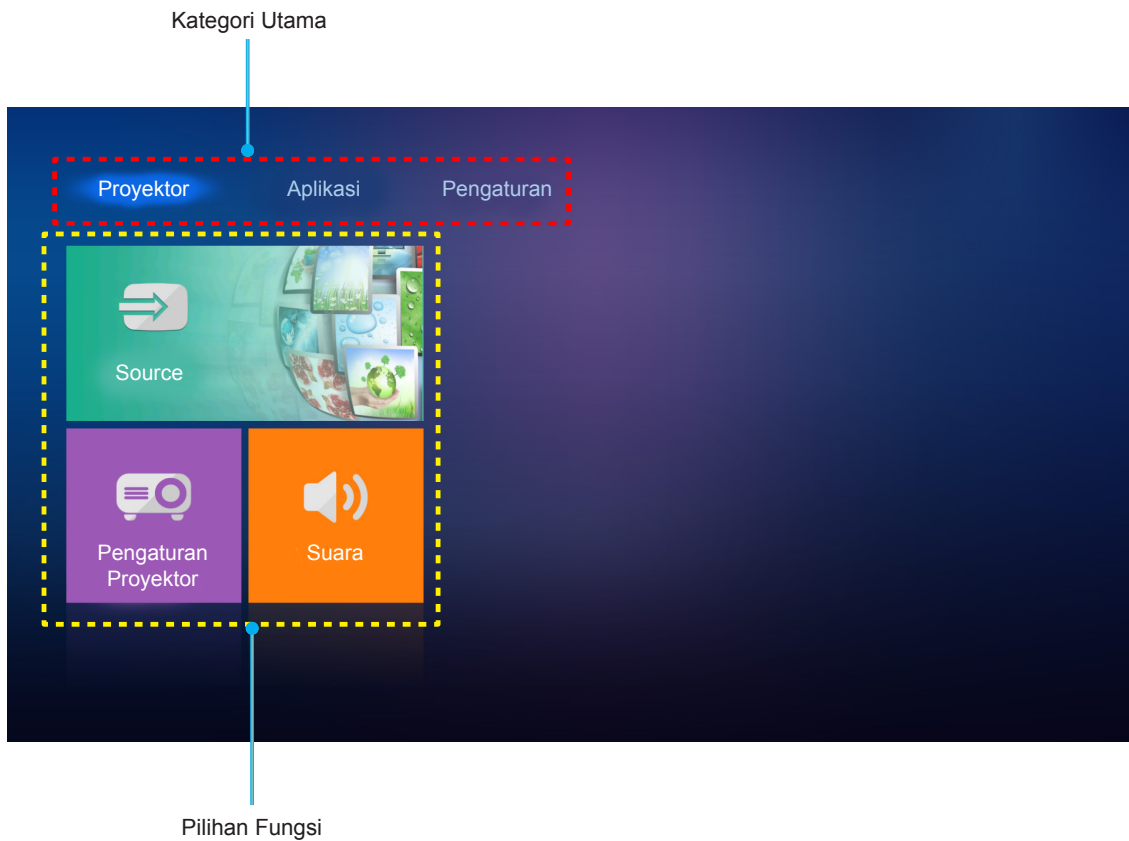 Kategori Utama
Proyektor Aplikasi Pengaturan
Source
Pengaturan
Proyektor
Suara
Pilihan Fungsi